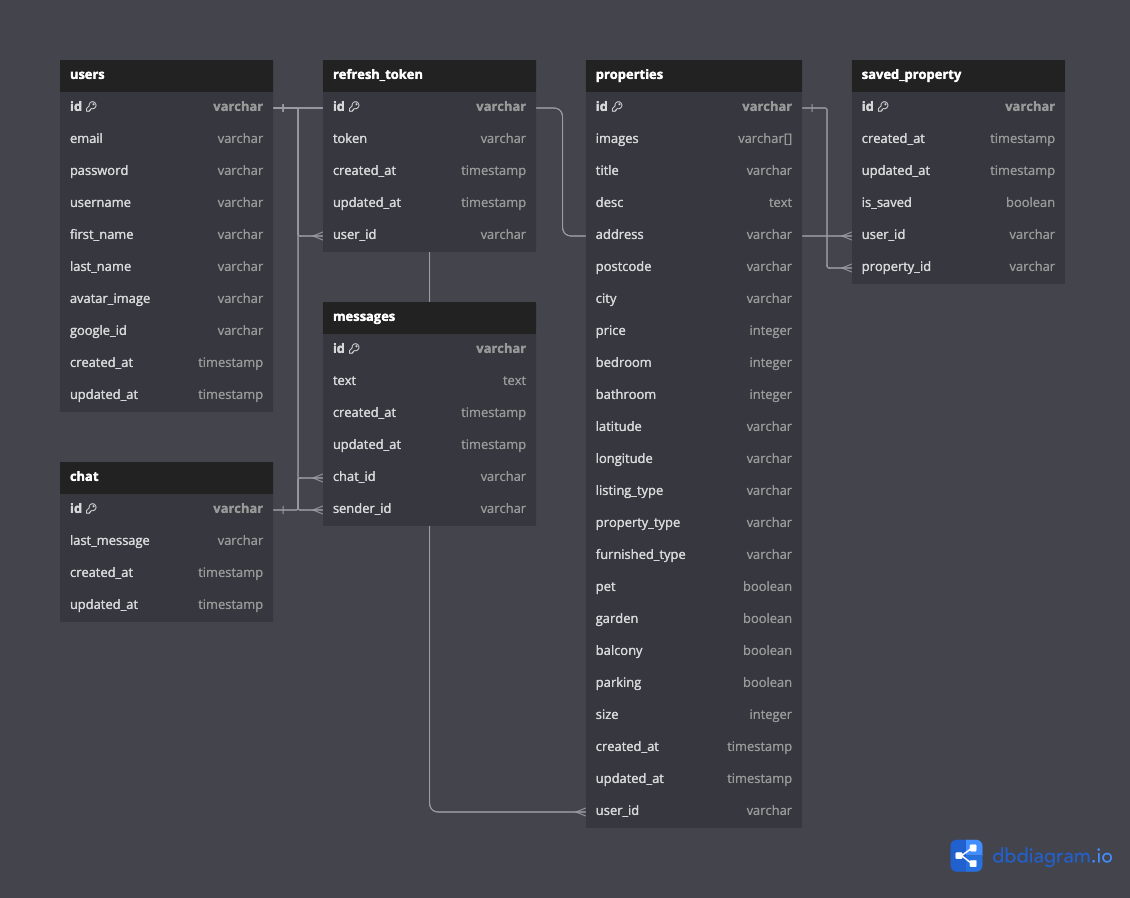 users
id varchar
email varchar
password varchar
username varchar
first_name varchar
last_name varchar
avatar_image varchar
google_id varchar
created_at timestamp
updated_at timestamp
chat
id varchar
last_message varchar
created_at timestamp
updated_at timestamp
refresh_token
id varchar
token varchar
created_at timestamp
updated_at timestamp
user_id varchar
messages
id varchar
text text
created_at timestamp
updated_at timestamp
chat_id varchar
sender_id varchar
properties
id varchar
images varchar[]
title varchar
desc text
address varchar
postcode varchar
city varchar
price integer
bedroom integer
bathroom integer
latitude varchar
longitude varchar
listing_type varchar
property_type varchar
furnished_type varchar
pet boolean
garden boolean
balcony boolean
parking boolean
size integer
created_at timestamp
updated_at timestamp
user_id varchar
saved_property
id varchar
created_at timestamp
updated_at timestamp
is_saved boolean
user_id varchar
property_id varchar
dbdiagram.io